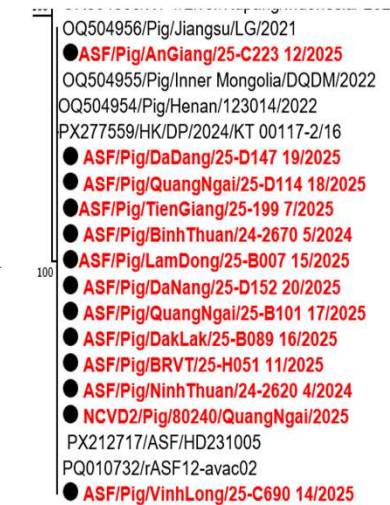 OQ504956/Pig/Jiangsu/LG/2021
ASF/Pig/AnGiang/25-C223 12/2025
OQ504955/Pig/Inner Mongolia/DQDM/2022
OQ504954/Pig/Henan/123014/2022
PX277559/HK/DP/2024/KT 00117-2/16
ASF/Pig/DaDang/25-D147 19/2025
ASF/Pig/QuangNgai/25-D114 18/2025
ASF/Pig/TienGiang/25-199 7/2025
ASF/Pig/BinhThuan/24-2670 5/2024
ASF/Pig/LamDong/25-B007 15/2025
100
ASF/Pig/DaNang/25-D152 20/2025
ASF/Pig/QuangNgai/25-B101 17/2025
ASF/Pig/DakLak/25-B089 16/2025
ASF/Pig/BRVT/25-H051 11/2025
ASF/Pig/NinhThuan/24-2620 4/2024
NCVD2/Pig/80240/QuangNgai/2025
PX212717/ASF/HD231005
PQ010732/rASF12-avac02
ASF/Pig/VinhLong/25-C690 14/2025